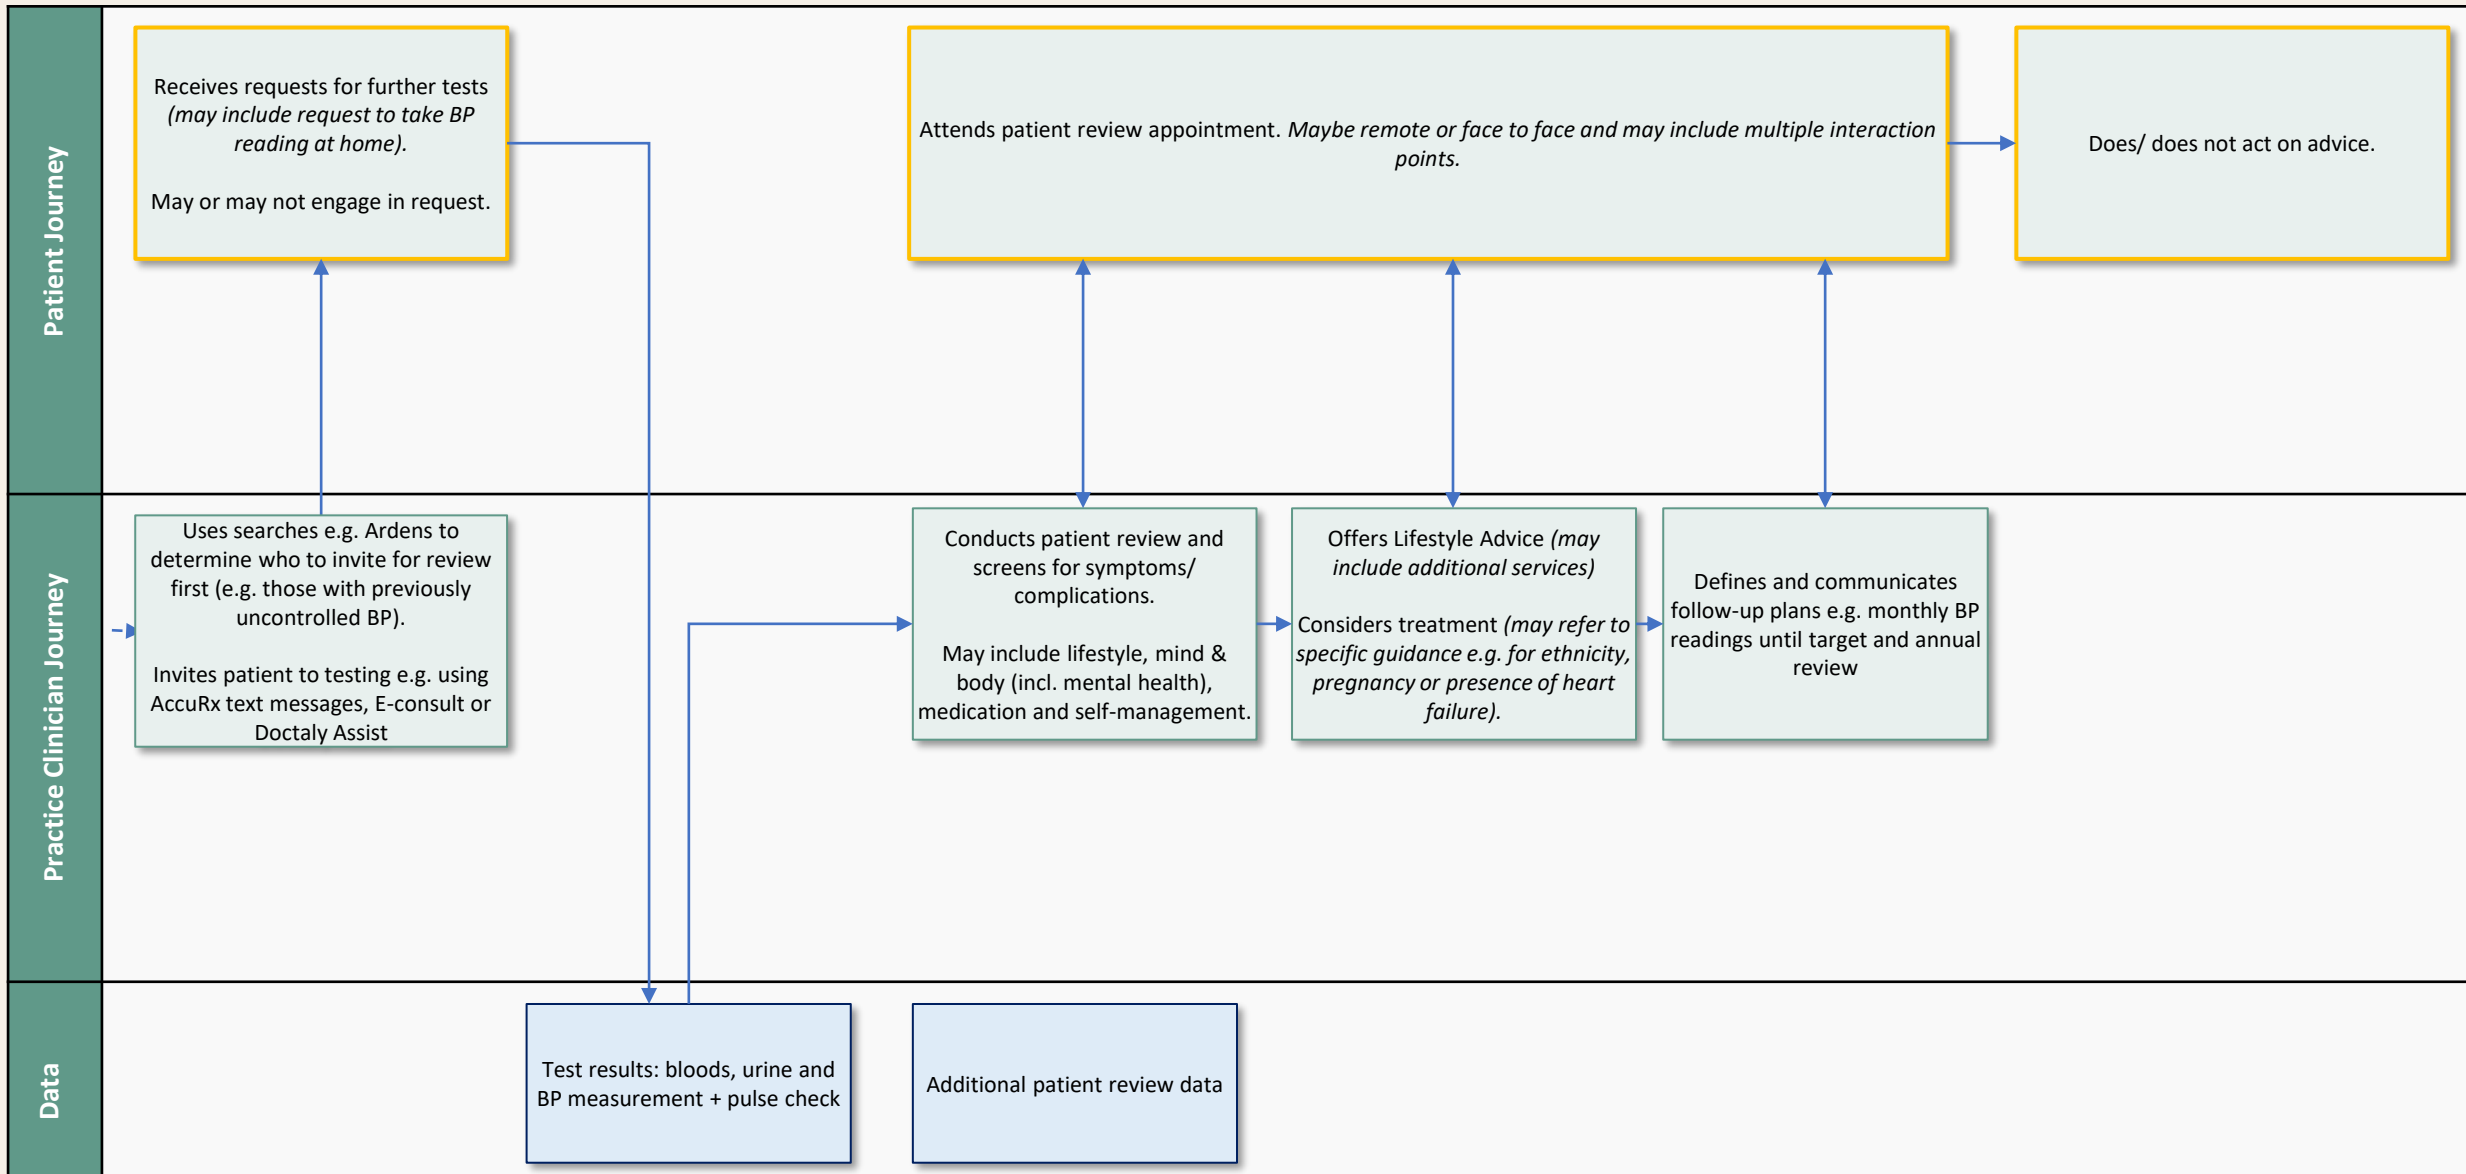 Patient Journey
Receives requests for further tests
(may include request to take BP
reading at home).
May or may not engage in request.
Attends patient review appointment. Maybe remote or face to face and may include multiple interaction
points.
Does/ does not act on advice.
Practice Clinician Journey
Uses searches e.g. Ardens to
determine who to invite for review
first (e.g. those with previously
uncontrolled BP).
Invites patient to testing e.g. using
AccuRx text messages, E-consult or
Doctaly Assist
Conducts patient review and
screens for symptoms/
complications.
May include lifestyle, mind &
body (incl. mental health),
medication and self-management.
Offers Lifestyle Advice (may
include additional services)
Considers treatment (may refer to
specific guidance e.g. for ethnicity,
pregnancy or presence of heart
failure).
Defines and communicates
follow-up plans e.g. monthly BP
readings until target and annual
review
Data
Test results: bloods, urine and
BP measurement + pulse check
Additional patient review data